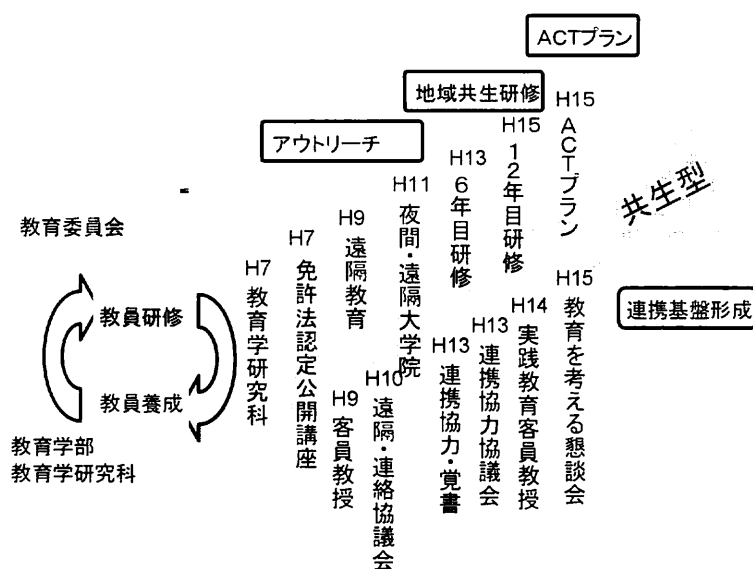 ACTプラン
地域共生研修
アウトリーチ
共生型
連携基盤形成
教育委員会
教員研修
教員養成
教育学部
教育学研究科
H7
教育学研究科
H7
免許法認定公開講座
H9
遠隔教育
H9
客員教授
H10
遠隔・連絡協議会
H11
夜間・遠隔大学院
H13
6年目研修
H13
連携協力・覚書
H13
連携協力協議会
H15
12年目研修
H14
実践教育客員教授
H15
ACTプラン
H15
教育を考える懇談会